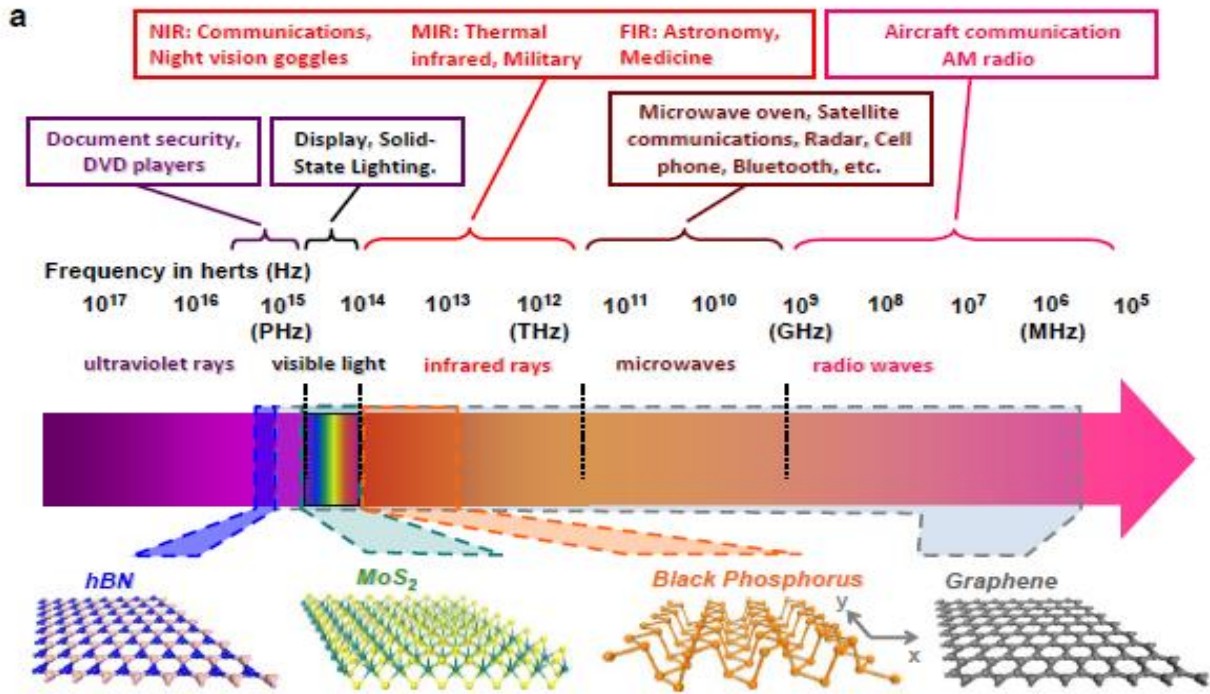 a
NIR: Communications,
Night vision goggles
MIR: Thermal
infrared, Military
FIR: Astronomy,
Medicine
Aircraft communication
AM radio
Document security,
DVD players
Display, Solid-
State Lighting.
Microwave oven, Satellite
communications, Radar, Cell
phone, Bluetooth, etc.
Frequency in herts (Hz)
10¹⁷ 10¹⁶ 10¹⁵ 10¹⁴ 10¹³ 10¹² 10¹¹ 10¹⁰ 10⁹ 10⁸ 10⁷ 10⁶ 10⁵
(PHz) (THz) (GHz) (MHz)
ultraviolet rays visible light infrared rays microwaves radio waves
hBN
MoS₂
Black Phosphorus
y
x
Graphene